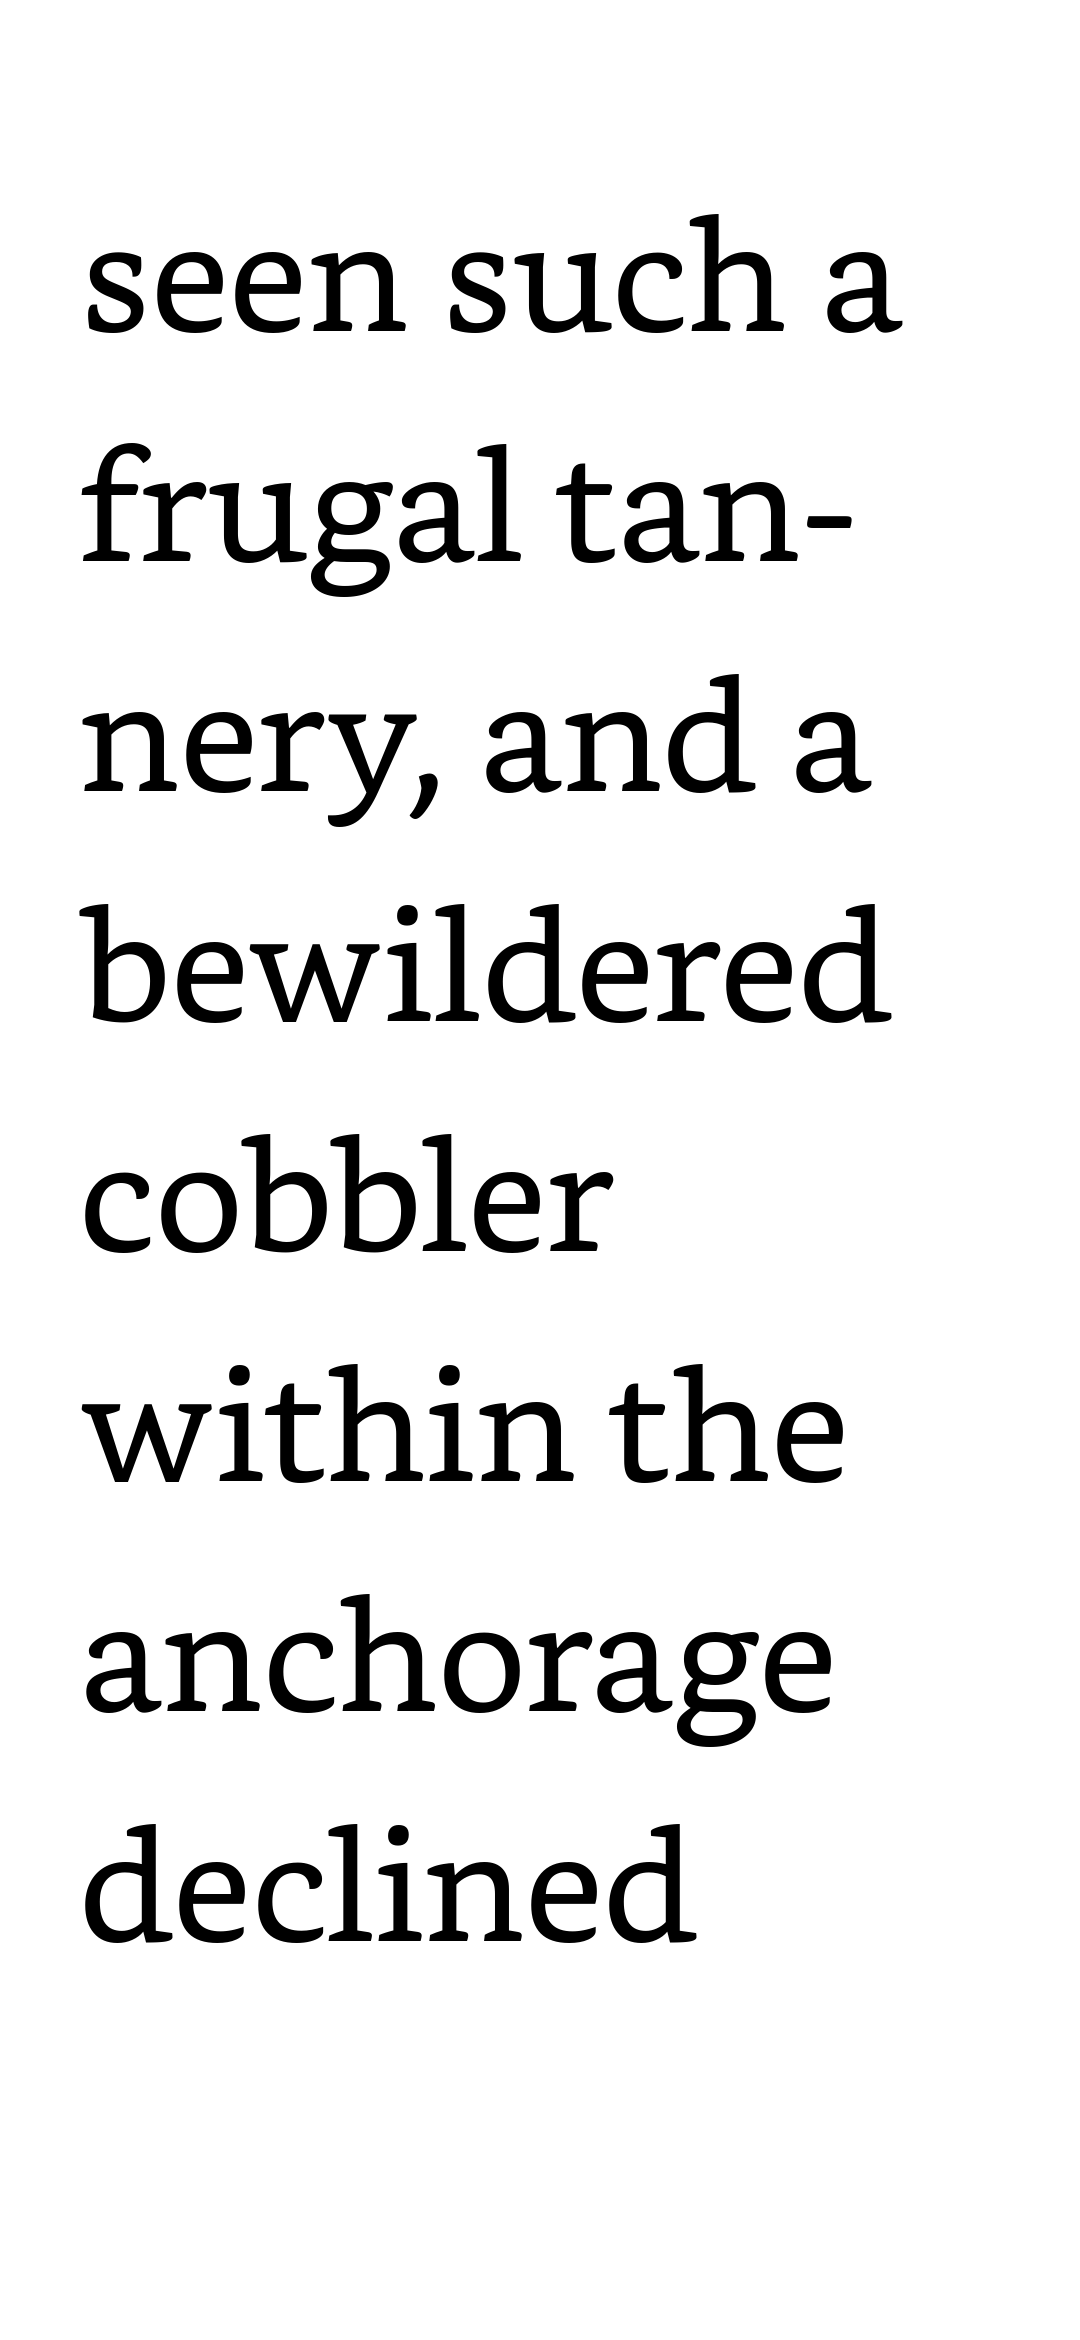 seen such a
frugal tan-
nery, and a
bewildered
cobbler
within the
anchorage
declined